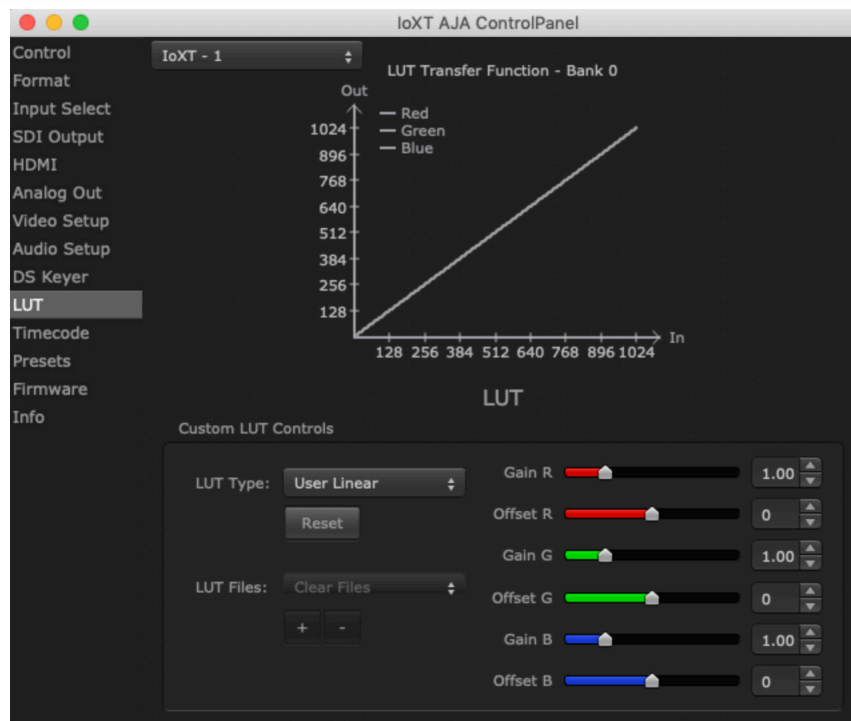 IoXT AJA ControlPanel
Control
Format
Input Select
SDI Output
HDMI
Analog Out
Video Setup
Audio Setup
DS Keyer
LUT
Timecode
Presets
Firmware
Info
IoXT - 1
LUT Transfer Function - Bank 0
Out
Red
Green
Blue
1024
896
768
640
512
384
256
128
In
128 256 384 512 640 768 896 1024
LUT
Custom LUT Controls
LUT Type: User Linear
Reset
LUT Files: Clear Files
+ -
Gain R 1.00
Offset R 0
Gain G 1.00
Offset G 0
Gain B 1.00
Offset B 0